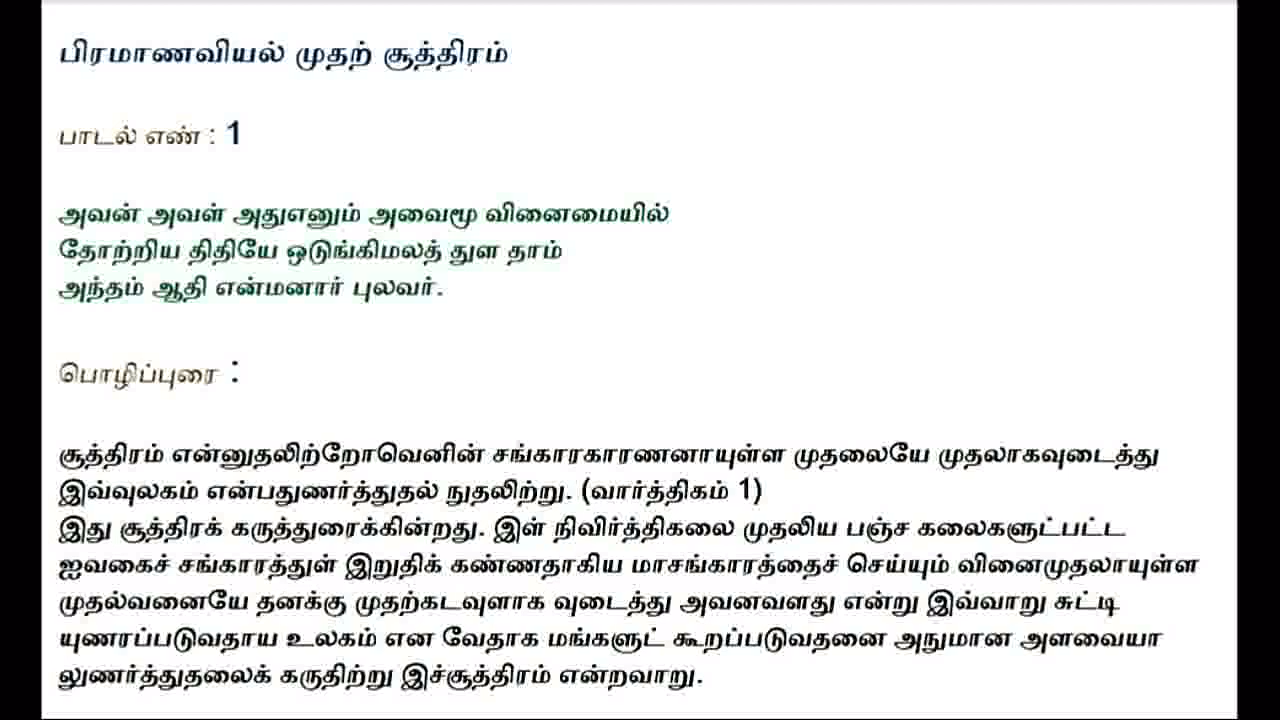 பிரமாணவியல் முதற் சூத்திரம்
பாடல் எண் : 1
அவன் அவள் அதுஎனும் அவைமூ வினைமையில்
தோற்றிய திதியே ஒடுங்கிமலத் துள தாம்
அந்தம் ஆதி என்மனார் புலவர்.
பொழிப்புரை :
சூத்திரம் என்னுதலிற்றோவெனின் சங்காரகாரணனாயுள்ள முதலையே முதலாகவுடைத்து
இவ்வுலகம் என்பதுணர்த்துதல் நுதலிற்று. (வார்த்திகம் 1)
இது சூத்திரக் கருத்துரைக்கின்றது. இள் நிவிர்த்திகலை முதலிய பஞ்ச கலைகளுட்பட்ட
ஐவகைச் சங்காரத்துள் இறுதிக் கண்ணதாகிய மாசங்காரத்தைச் செய்யும் வினைமுதலாயுள்ள
முதல்வனையே தனக்கு முதற்கடவுளாக வுடைத்து அவனவளது என்று இவ்வாறு சுட்டி
யுணரப்படுவதாய உலகம் என வேதாக மங்களுட் கூறப்படுவதனை அநுமான அளவையா
லுணர்த்துதலைக் கருதிற்று இச்சூத்திரம் என்றவாறு.